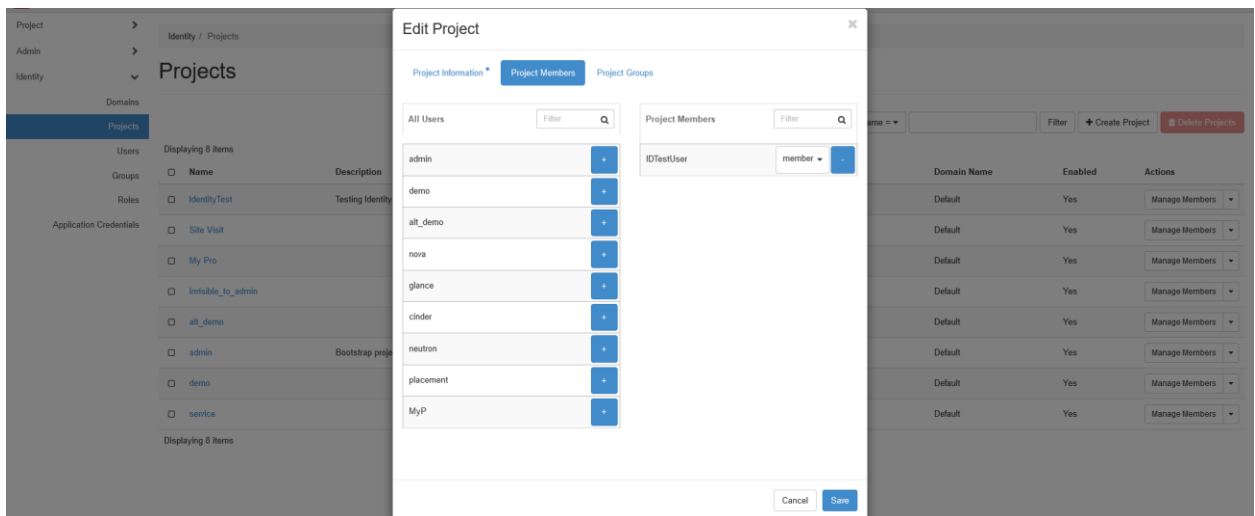 Project
Admin
Identity
Domains
Projects
Users
Groups
Roles
Application Credentials
Identity / Projects
Projects
Displaying 8 items
Name Description
IdentityTest Testing Identity
Site Visit
My Pro
invisible_to_admin
alt_demo
admin Bootstrap proje
demo
service
Displaying 8 items
Edit Project
Project Information *
Project Members
Project Groups
All Users Filter
admin +
demo +
alt_demo +
nova +
glance +
cinder +
neutron +
placement +
MyP +
Project Members Filter
IDTestUser member -
Cancel Save
ame = Filter + Create Project Delete Projects
Domain Name Enabled Actions
Default Yes Manage Members
Default Yes Manage Members
Default Yes Manage Members
Default Yes Manage Members
Default Yes Manage Members
Default Yes Manage Members
Default Yes Manage Members
Default Yes Manage Members